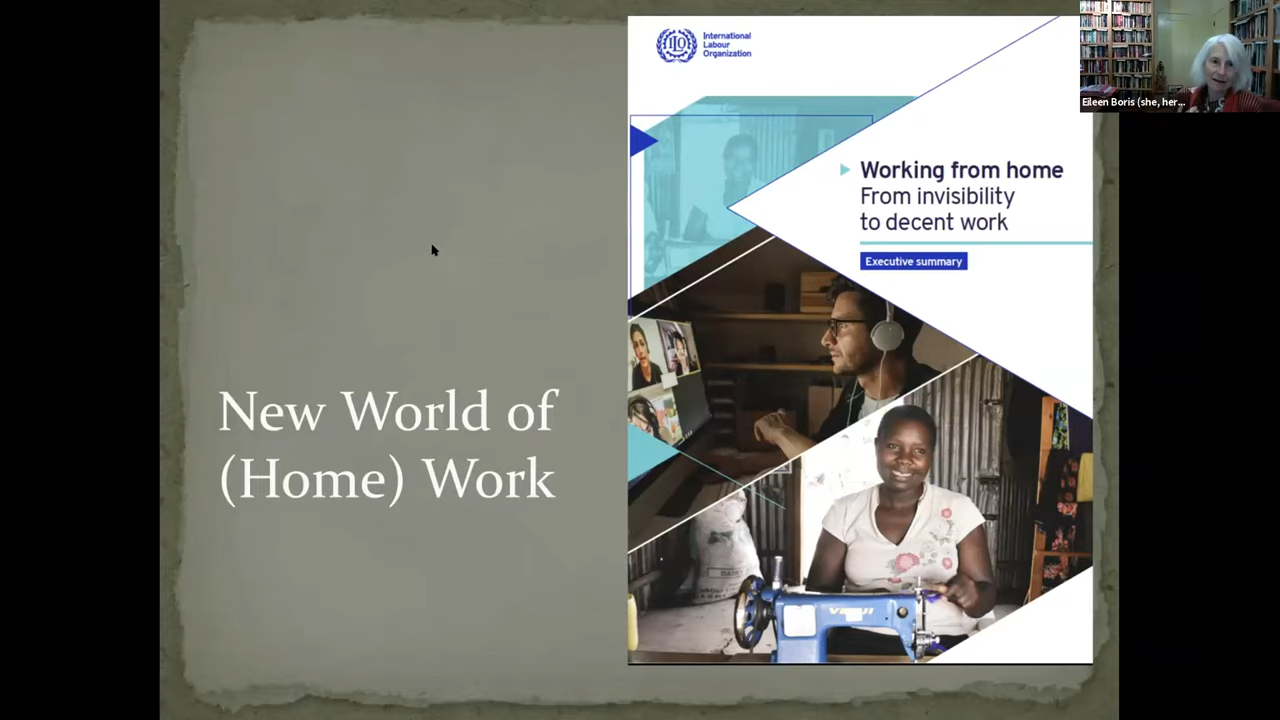 International
Labour
Organization
Eileen Boris (she, her...
Working from home
From invisibility
to decent work
Executive summary
New World of
(Home) Work